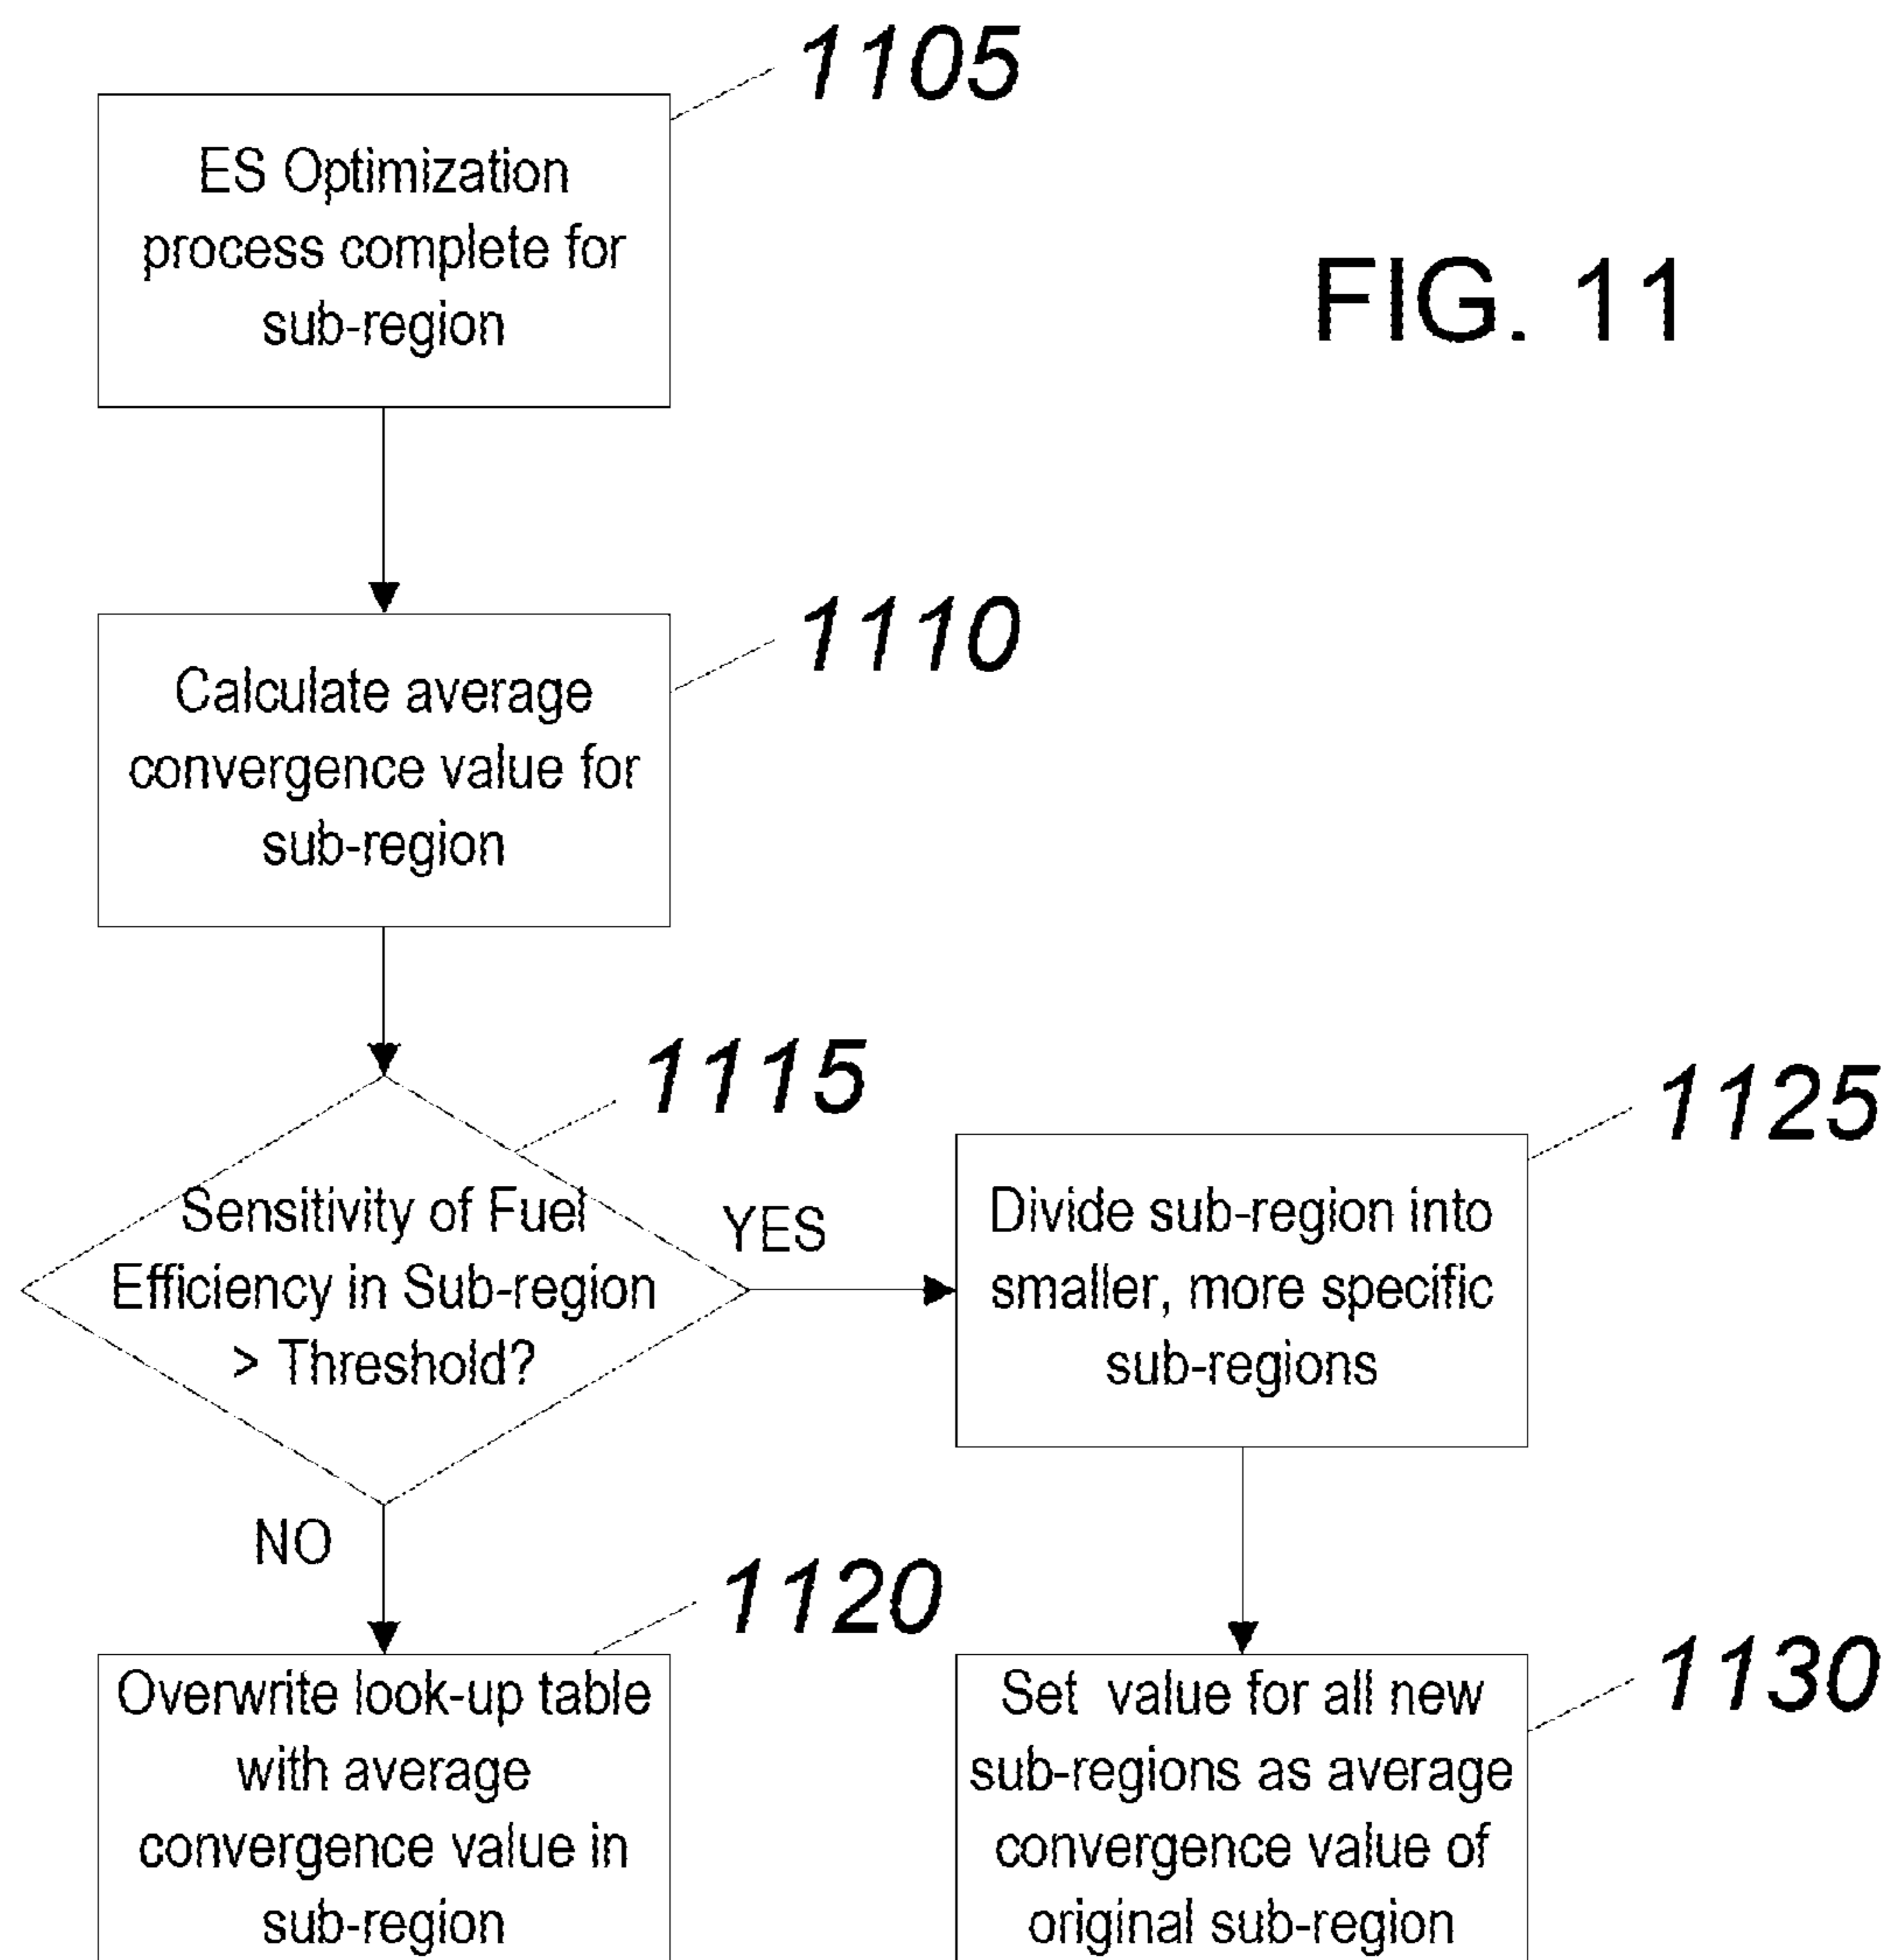 1105
ES Optimization
process complete for
sub-region
FIG. 11
1110
Calculate average
convergence value for
sub-region
1115
Sensitivity of Fuel
Efficiency in Sub-region
> Threshold?
YES
NO
1125
Divide sub-region into
smaller, more specific
sub-regions
1120
Overwrite look-up table
with average
convergence value in
sub-region
1130
Set value for all new
sub-regions as average
convergence value of
original sub-region